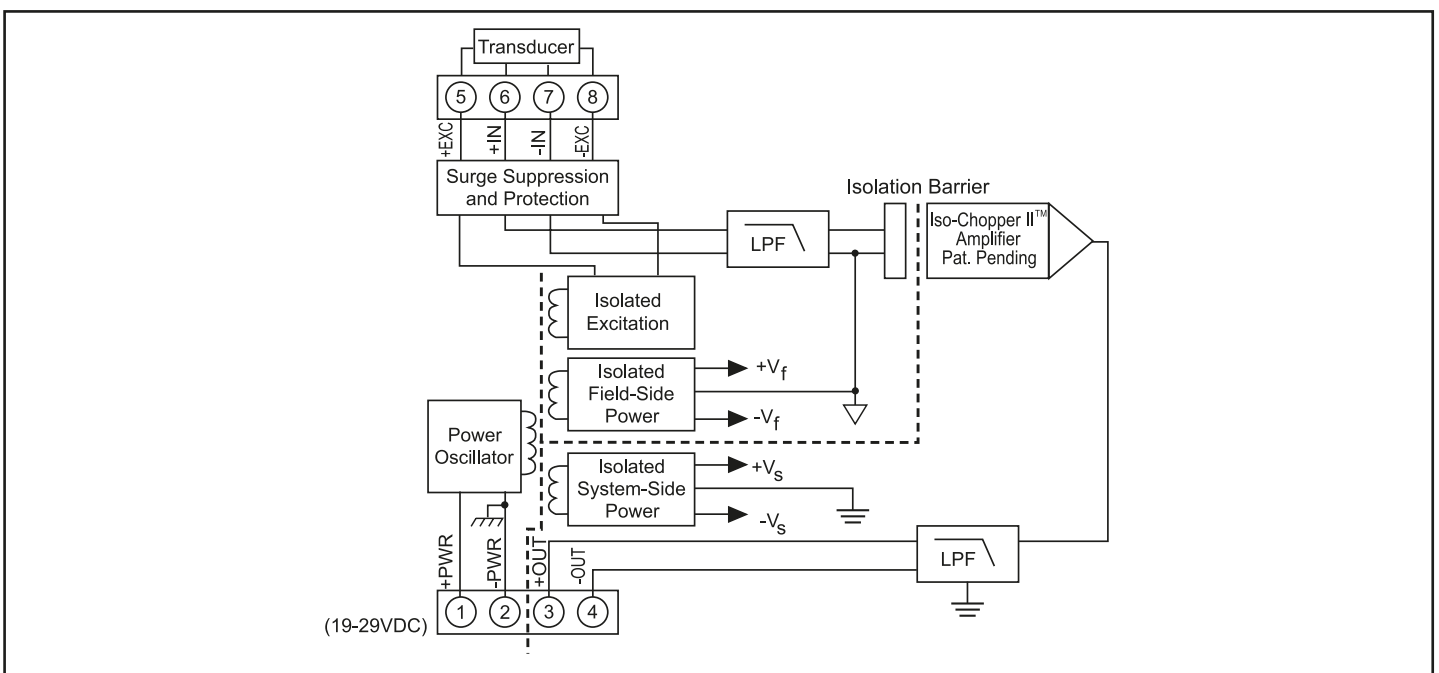 Transducer
5 6 7 8
+EXC
+IN
-IN
-EXC
Surge Suppression
and Protection
Isolation Barrier
LPF
Iso-Chopper II™
Amplifier
Pat. Pending
Isolated
Excitation
Isolated
Field-Side
Power
+Vf
-Vf
Power
Oscillator
Isolated
System-Side
Power
+Vs
-Vs
+PWR
-PWR
+OUT
-OUT
LPF
1 2 3 4
(19-29VDC)